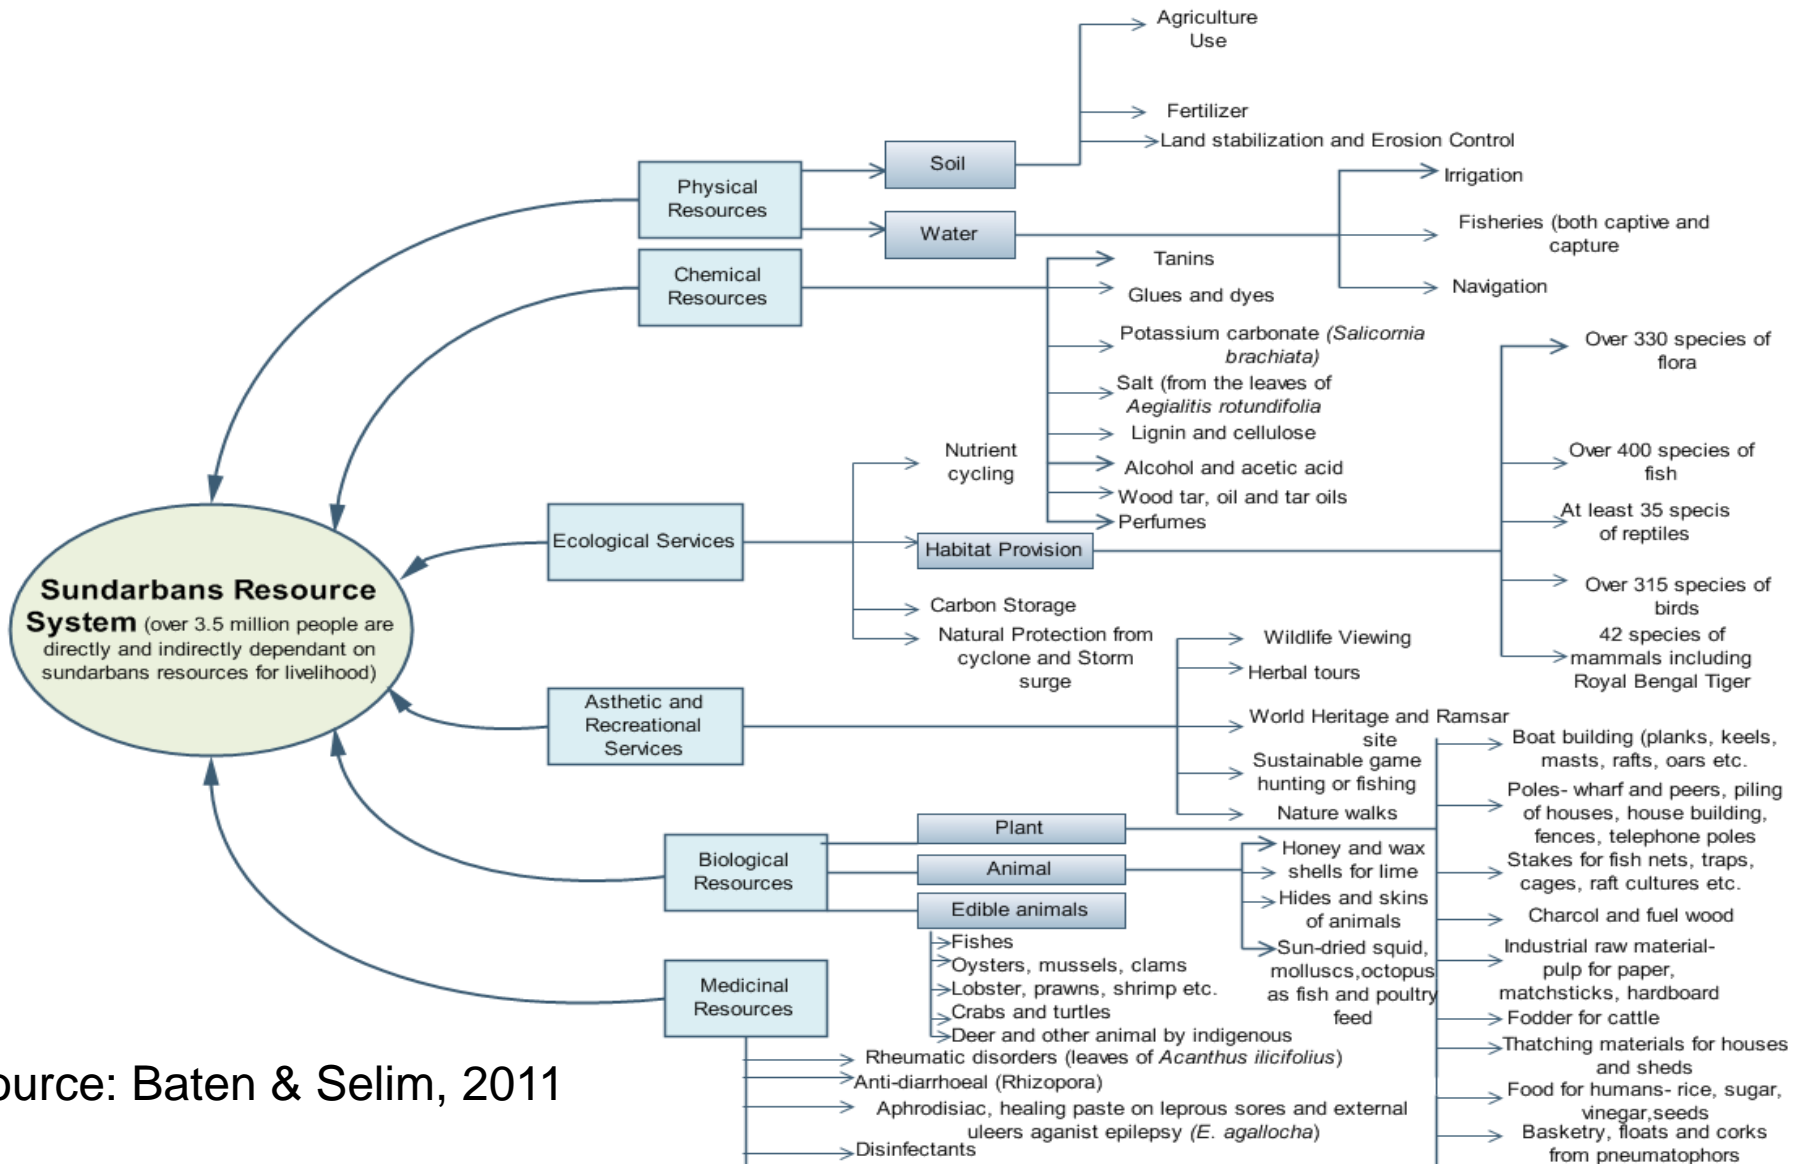 Agriculture
Use
Fertilizer
Land stabilization and Erosion Control
Soil
Physical
Resources
Irrigation
Water
Fisheries (both captive and
capture
Navigation
Chemical
Resources
Tanins
Glues and dyes
Potassium carbonate (Salicornia
brachiata)
Salt (from the leaves of
Aegialitis rotundifolia
Lignin and cellulose
Alcohol and acetic acid
Wood tar, oil and tar oils
Perfumes
Over 330 species of
flora
Over 400 species of
fish
At least 35 specis
of reptiles
Over 315 species of
birds
42 species of
mammals including
Royal Bengal Tiger
Nutrient
cycling
Ecological Services
Habitat Provision
Carbon Storage
Natural Protection from
cyclone and Storm
surge
Sundarbans Resource
System (over 3.5 million people are
directly and indirectly dependant on
sundarbans resources for livelihood)
Asthetic and
Recreational
Services
Wildlife Viewing
Herbal tours
World Heritage and Ramsar
site
Sustainable game
hunting or fishing
Nature walks
Biological
Resources
Plant
Animal
Edible animals
Honey and wax
shells for lime
Hides and skins
of animals
Sun-dried squid,
molluscs,octopus
as fish and poultry
feed
Boat building (planks, keels,
masts, rafts, oars etc.
Poles- wharf and peers, piling
of houses, house building,
fences, telephone poles
Stakes for fish nets, traps,
cages, raft cultures etc.
Charcol and fuel wood
Industrial raw material-
pulp for paper,
matchsticks, hardboard
Fodder for cattle
Thatching materials for houses
and sheds
Food for humans- rice, sugar,
vinegar,seeds
Basketry, floats and corks
from pneumatophors
Fishes
Oysters, mussels, clams
Lobster, prawns, shrimp etc.
Crabs and turtles
Deer and other animal by indigenous
Medicinal
Resources
Rheumatic disorders (leaves of Acanthus ilicifolius)
Anti-diarrhoeal (Rhizopora)
Aphrodisiac, healing paste on leprous sores and external
uleers aganist epilepsy (E. agallocha)
Disinfectants
ource: Baten & Selim, 2011